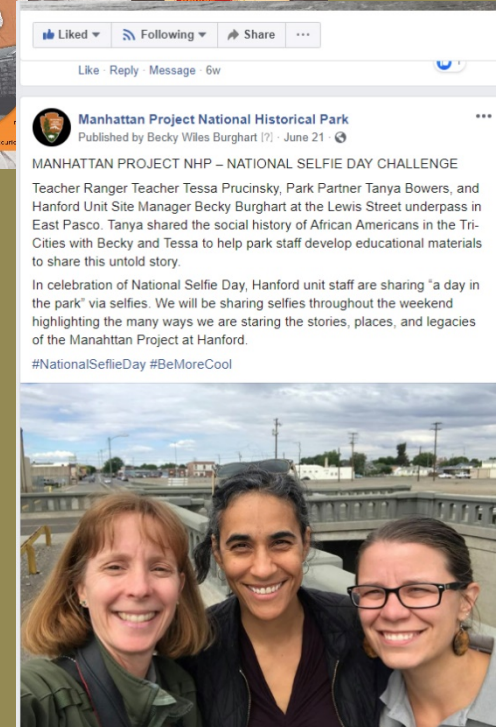 Liked Following Share ...
Like · Reply · Message · 6w
Manhattan Project National Historical Park
Published by Becky Wiles Burghart [?] · June 21 ·
MANHATTAN PROJECT NHP – NATIONAL SELFIE DAY CHALLENGE
Teacher Ranger Teacher Tessa Prucinsky, Park Partner Tanya Bowers, and
Hanford Unit Site Manager Becky Burghart at the Lewis Street underpass in
East Pasco. Tanya shared the social history of African Americans in the Tri-
Cities with Becky and Tessa to help park staff develop educational materials
to share this untold story.
In celebration of National Selfie Day, Hanford unit staff are sharing "a day in
the park" via selfies. We will be sharing selfies throughout the weekend
highlighting the many ways we are staring the stories, places, and legacies
of the Manahttan Project at Hanford.
#NationalSeflieDay #BeMoreCool